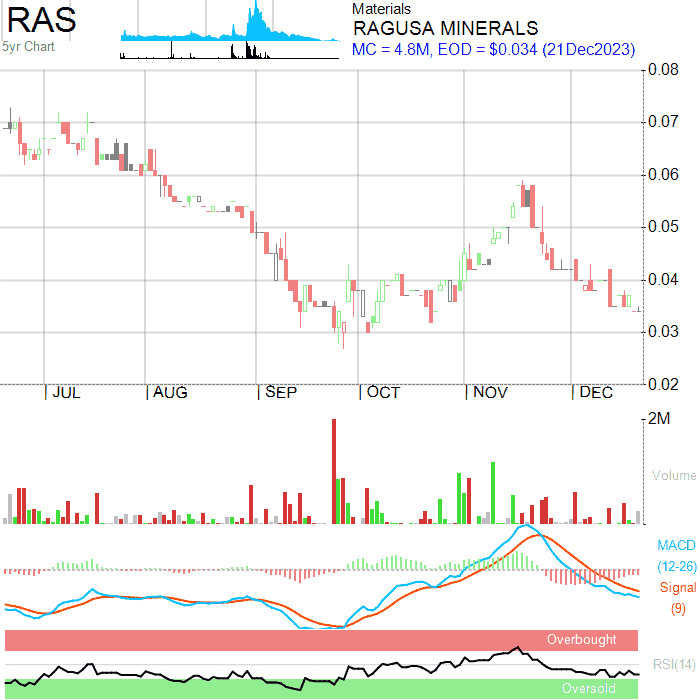 RAS
5yr Chart
Materials
RAGUSA MINERALS
MC = 4.8M, EOD = $0.034 (21Dec2023)
0.08
0.07
0.06
0.05
0.04
0.03
0.02
JUL
AUG
SEP
OCT
NOV
DEC
2M
Volume
MACD
(12-26)
Signal
(9)
Overbought
RSI(14)
Oversold